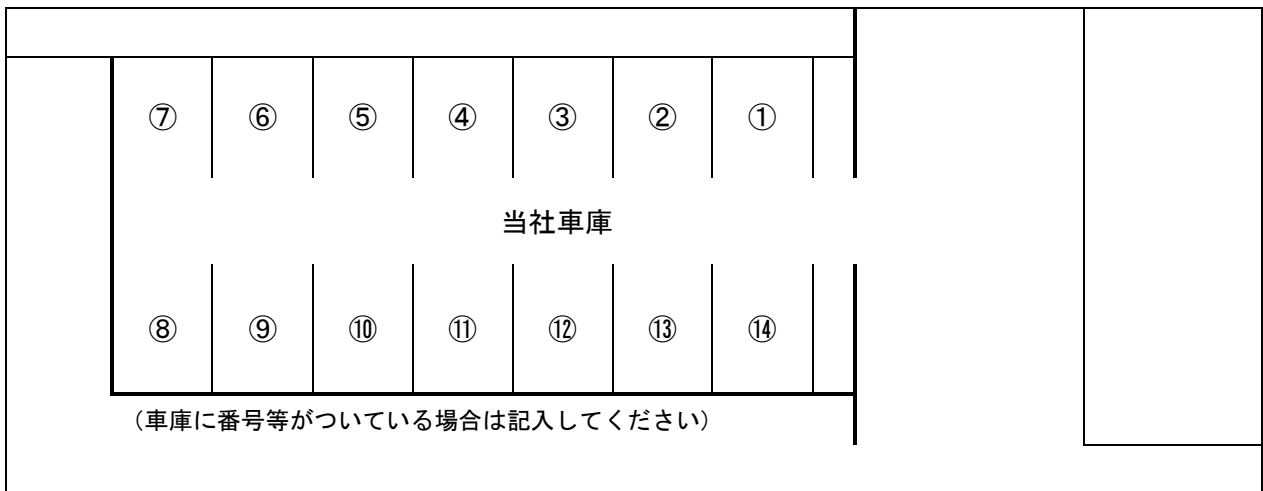 ⑦ ⑥ ⑤ ④ ③ ② ①
当社車庫
⑧ ⑨ ⑩ ⑪ ⑫ ⑬ ⑭
（車庫に番号等がついている場合は記入してください）